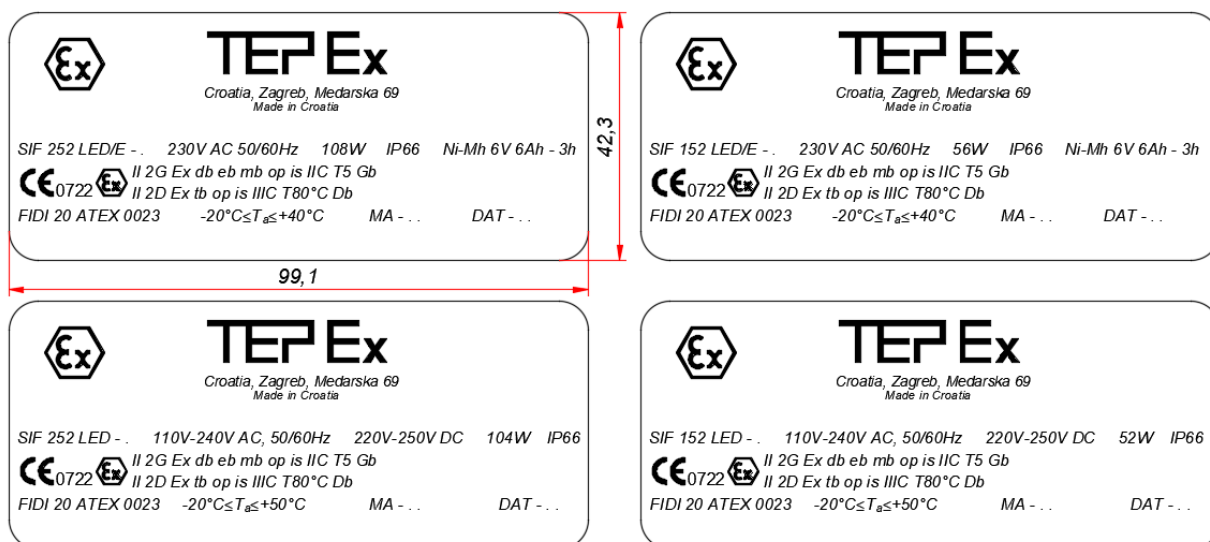 Ex
TEP Ex
Croatia, Zagreb, Medarska 69
Made in Croatia
SIF 252 LED/E - . 230V AC 50/60Hz 108W IP66 Ni-Mh 6V 6Ah - 3h
II 2G Ex db eb mb op is IIC T5 Gb
CE 0722 Ex
II 2D Ex tb op is IIIC T80°C Db
FIDI 20 ATEX 0023 -20°C≤Ta≤+40°C MA - . . DAT - . .
99,1
42,3
Ex
TEP Ex
Croatia, Zagreb, Medarska 69
Made in Croatia
SIF 152 LED/E - . 230V AC 50/60Hz 56W IP66 Ni-Mh 6V 6Ah - 3h
II 2G Ex db eb mb op is IIC T5 Gb
CE 0722 Ex
II 2D Ex tb op is IIIC T80°C Db
FIDI 20 ATEX 0023 -20°C≤Ta≤+40°C MA - . . DAT - . .
Ex
TEP Ex
Croatia, Zagreb, Medarska 69
Made in Croatia
SIF 252 LED - . 110V-240V AC, 50/60Hz 220V-250V DC 104W IP66
II 2G Ex db eb mb op is IIC T5 Gb
CE 0722 Ex
II 2D Ex tb op is IIIC T80°C Db
FIDI 20 ATEX 0023 -20°C≤Ta≤+50°C MA - . . DAT - . .
Ex
TEP Ex
Croatia, Zagreb, Medarska 69
Made in Croatia
SIF 152 LED - . 110V-240V AC, 50/60Hz 220V-250V DC 52W IP66
II 2G Ex db eb mb op is IIC T5 Gb
CE 0722 Ex
II 2D Ex tb op is IIIC T80°C Db
FIDI 20 ATEX 0023 -20°C≤Ta≤+50°C MA - . . DAT - . .